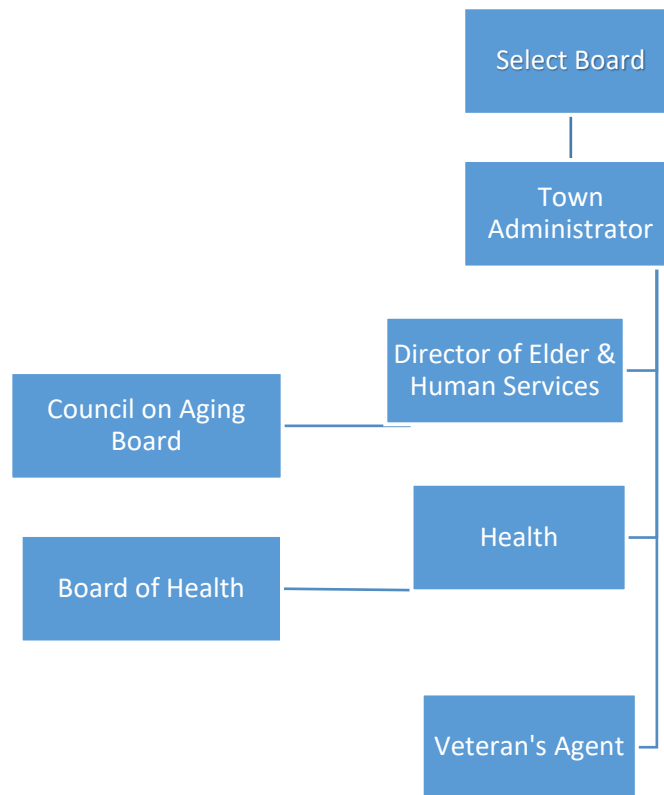 Select Board
Town
Administrator
Director of Elder &
Human Services
Council on Aging
Board
Health
Board of Health
Veteran's Agent